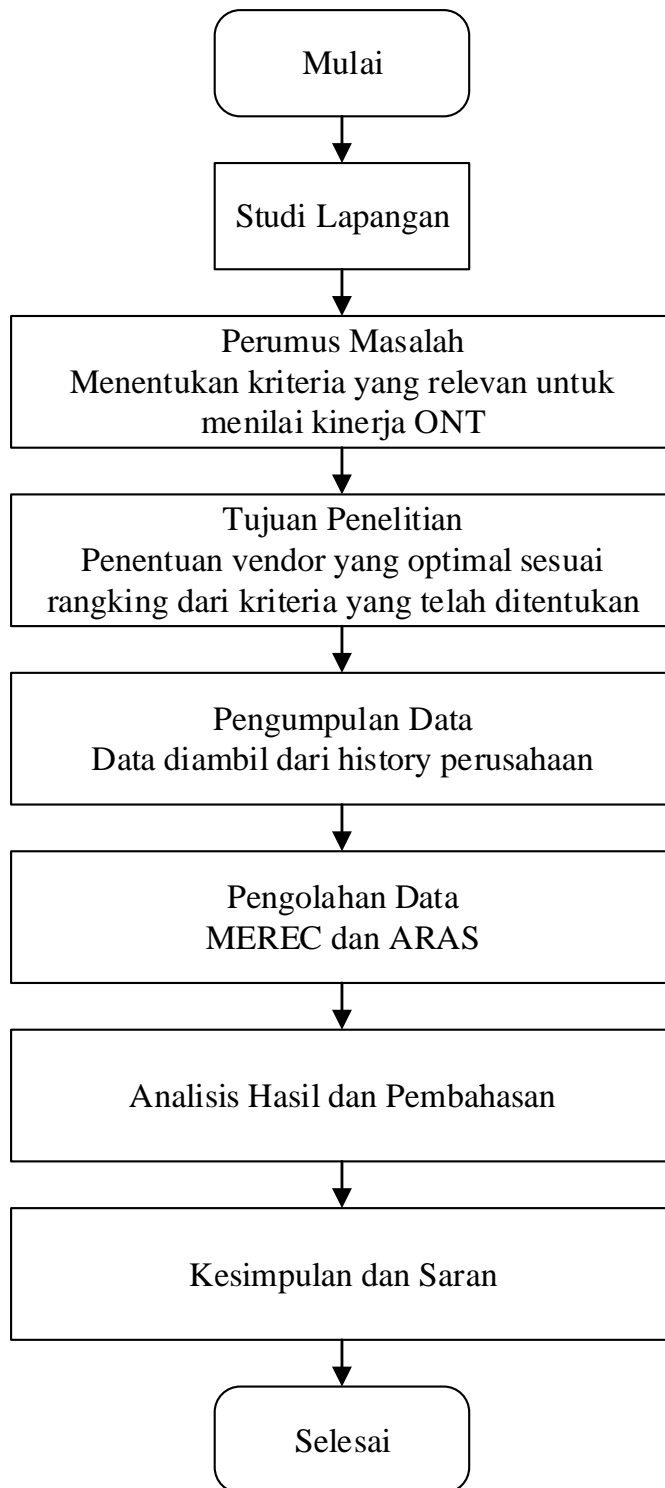 Mulai
Studi Lapangan
Perumus Masalah
Menentukan kriteria yang relevan untuk
menilai kinerja ONT
Tujuan Penelitian
Penentuan vendor yang optimal sesuai
rangking dari kriteria yang telah ditentukan
Pengumpulan Data
Data diambil dari history perusahaan
Pengolahan Data
MEREC dan ARAS
Analisis Hasil dan Pembahasan
Kesimpulan dan Saran
Selesai